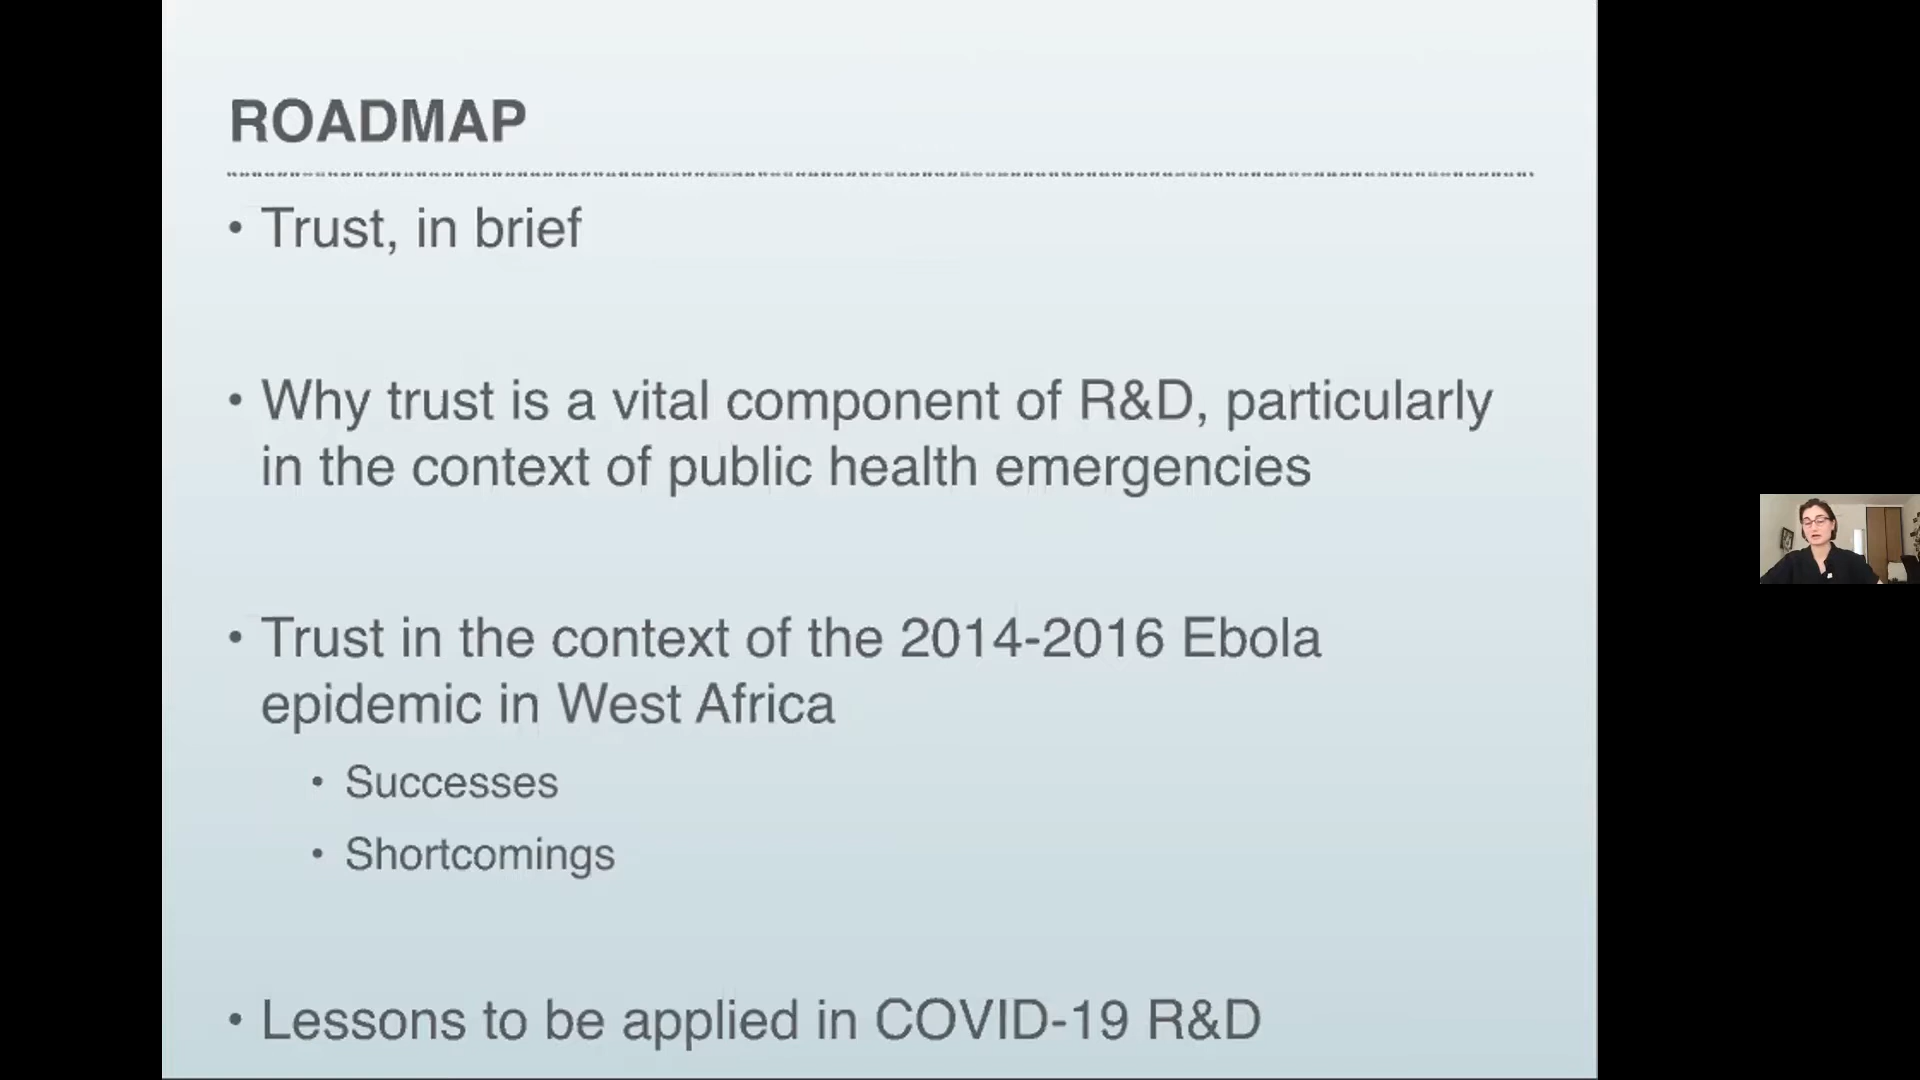 ROADMAP
• Trust, in brief
• Why trust is a vital component of R&D, particularly
in the context of public health emergencies
• Trust in the context of the 2014-2016 Ebola
epidemic in West Africa
• Successes
• Shortcomings
• Lessons to be applied in COVID-19 R&D